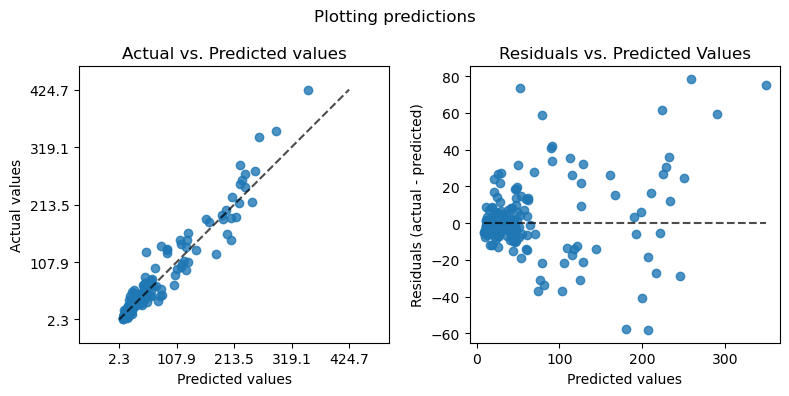 Plotting predictions
Actual vs. Predicted values
Actual values
424.7
319.1
213.5
107.9
2.3
2.3 107.9 213.5 319.1 424.7
Predicted values
Residuals vs. Predicted Values
Residuals (actual - predicted)
80
60
40
20
0
−20
−40
−60
0 100 200 300
Predicted values